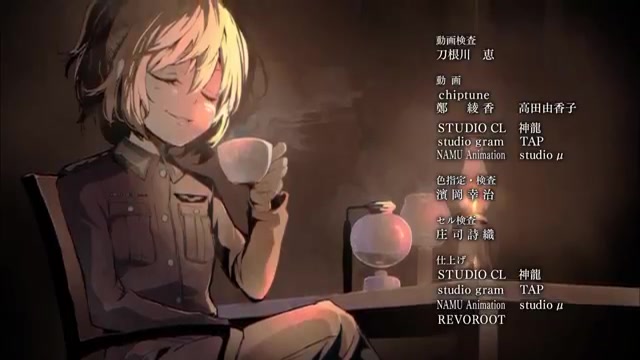 動画検査
刀根川 恵
動 画
chiptune
鄭 綾香 高田由香子
STUDIO CL 神龍
studio gram TAP
NAMU Animation studio μ
色指定・検査
濱岡幸治
セル検査
庄司詩織
仕上げ
STUDIO CL 神龍
studio gram TAP
NAMU Animation studio μ
REVOROOT